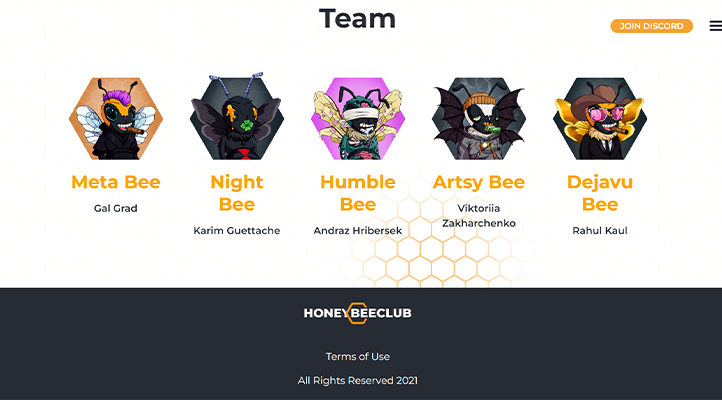 Team
JOIN DISCORD
Meta Bee
Gal Grad
Night
Bee
Karim Guettache
Humble
Bee
Andraz Hribersek
Artsy Bee
Viktoriia
Zakharchenko
Dejavu
Bee
Rahul Kaul
HONEYBEECLUB
Terms of Use
All Rights Reserved 2021